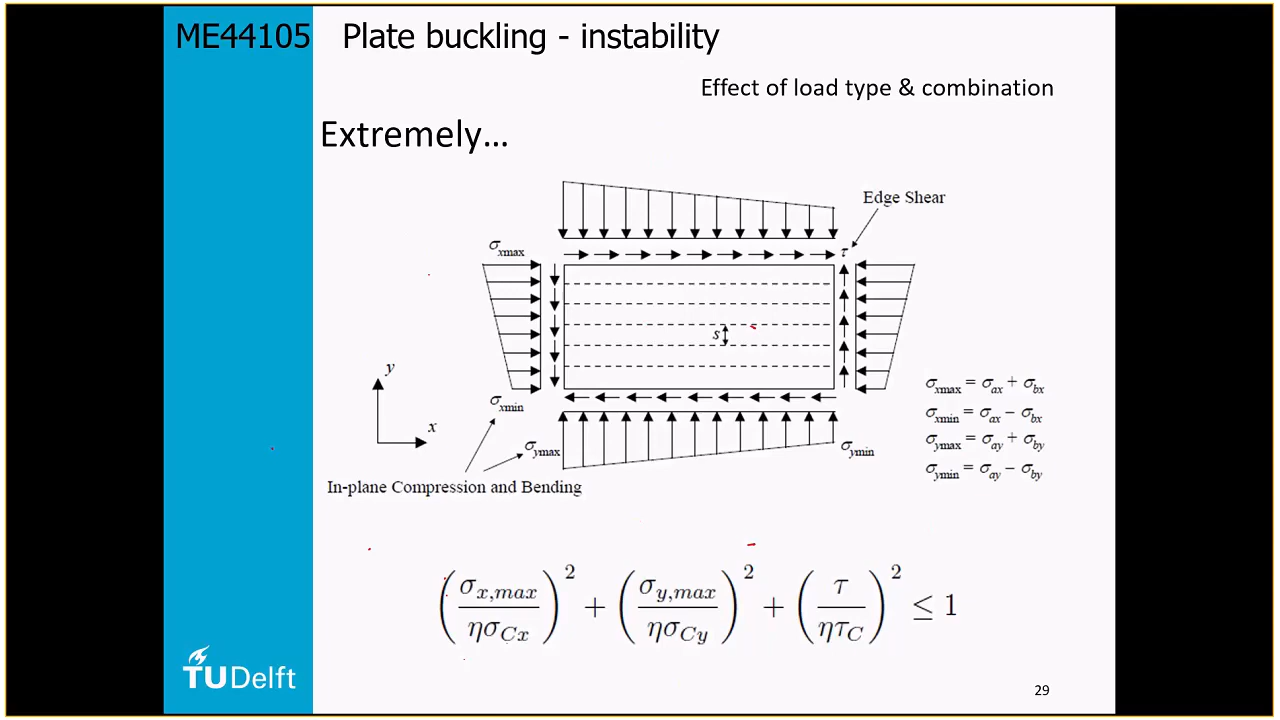 ME44105 Plate buckling - instability
Effect of load type & combination
Extremely...
Edge Shear
σxmax
τ
s
y
x
σxmin
σymax
σymin
In-plane Compression and Bending
σxmax = σax + σbx
σxmin = σax − σbx
σymax = σay + σby
σymin = σay − σby
(σx,max / ησCx)² + (σy,max / ησCy)² + (τ / ητC)² ≤ 1
TUDelft
29